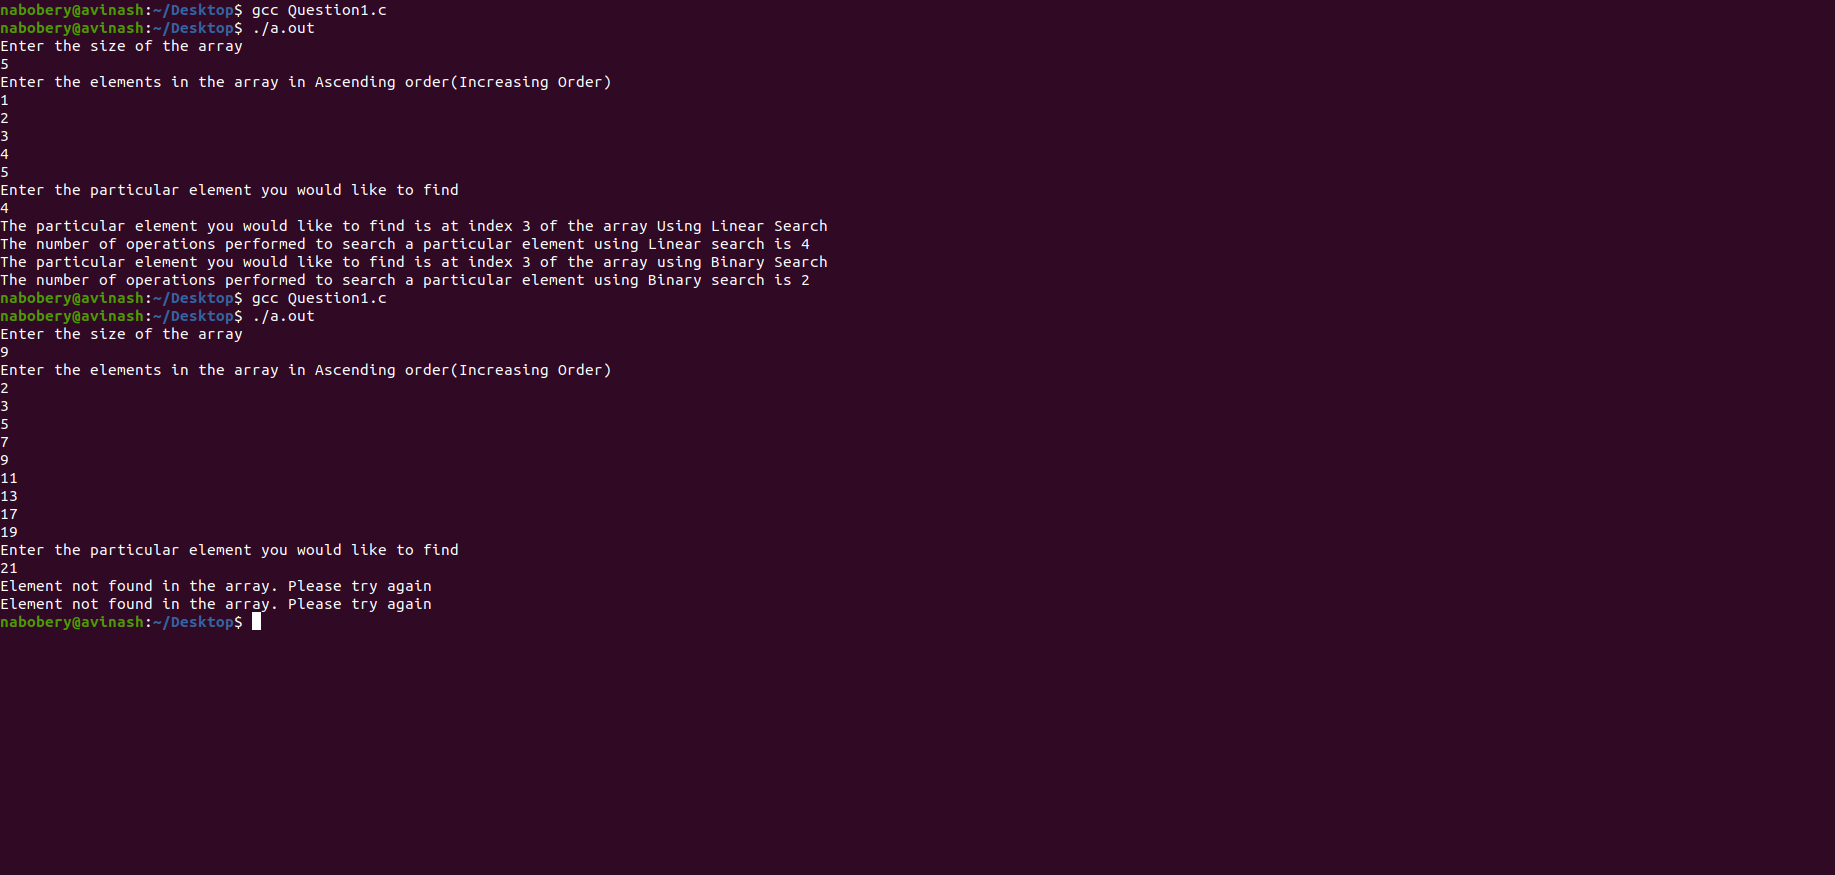 nabobery@avinash:~/Desktop$ gcc Question1.c
nabobery@avinash:~/Desktop$ ./a.out
Enter the size of the array
5
Enter the elements in the array in Ascending order(Increasing Order)
1
2
3
4
5
Enter the particular element you would like to find
4
The particular element you would like to find is at index 3 of the array Using Linear Search
The number of operations performed to search a particular element using Linear search is 4
The particular element you would like to find is at index 3 of the array using Binary Search
The number of operations performed to search a particular element using Binary search is 2
nabobery@avinash:~/Desktop$ gcc Question1.c
nabobery@avinash:~/Desktop$ ./a.out
Enter the size of the array
9
Enter the elements in the array in Ascending order(Increasing Order)
2
3
5
7
9
11
13
17
19
Enter the particular element you would like to find
21
Element not found in the array. Please try again
Element not found in the array. Please try again
nabobery@avinash:~/Desktop$